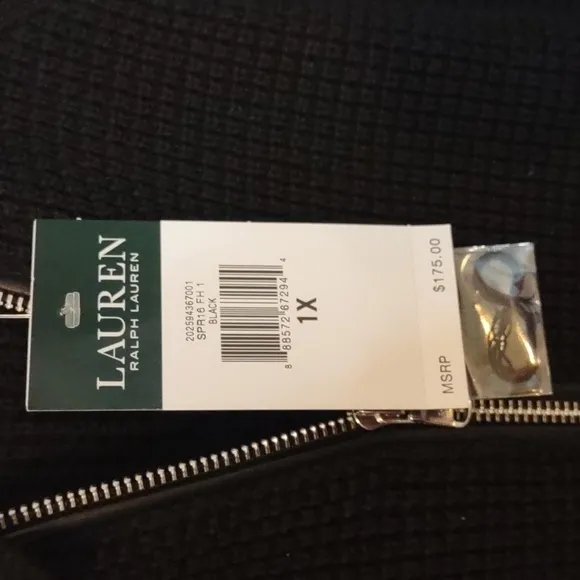 LAUREN
RALPH LAUREN
202594367001
SPR16 FH 1
BLACK
8 88572 67294 4
1X
MSRP $175.00